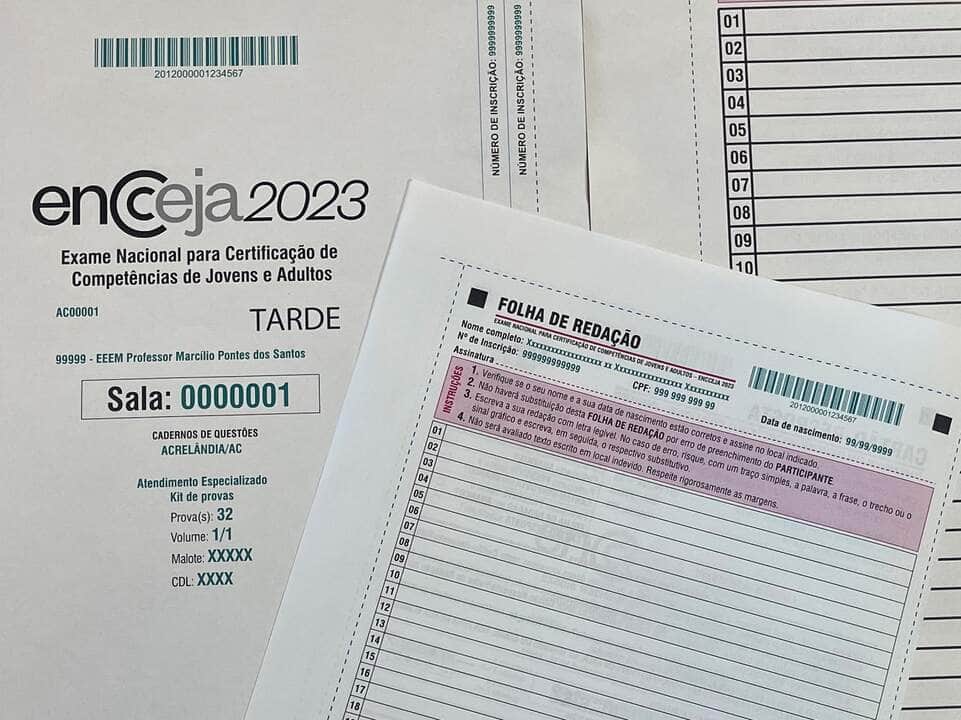 2012000001234567
encceja 2023
Exame Nacional para Certificação de
Competências de Jovens e Adultos
AC00001
TARDE
99999 - EEEM Professor Marcílio Pontes dos Santos
Sala: 0000001
CADERNOS DE QUESTÕES
ACRELÂNDIA/AC
Atendimento Especializado
Kit de provas
Prova(s): 32
Volume: 1/1
Malote: XXXXX
CDL: XXXX
NÚMERO DE INSCRIÇÃO: 9999999999
NÚMERO DE INSCRIÇÃO: 9999999999
01
02
03
04
05
06
07
08
09
10
FOLHA DE REDAÇÃO
EXAME NACIONAL PARA CERTIFICAÇÃO DE COMPETÊNCIAS DE JOVENS E ADULTOS - ENCCEJA 2023
Nome completo:
Nº de Inscrição: 999999999999
CPF: 999 999 999 99
Assinatura
2012000001234567
Data de nascimento: 99/99/9999
INSTRUÇÕES
1. Verifique se o seu nome e a sua data de nascimento estão corretos e assine no local indicado.
2. Não haverá substituição desta FOLHA DE REDAÇÃO por erro de preenchimento do PARTICIPANTE.
3. Escreva a sua redação com letra legível. No caso de erro, risque, com um traço simples, a palavra, a frase, o trecho ou o
sinal gráfico e escreva, em seguida, o respectivo substitutivo.
4. Não será avaliado texto escrito em local indevido. Respeite rigorosamente as margens.
01
02
03
04
05
06
07
08
09
10
11
12
13
14
15
16
17
18